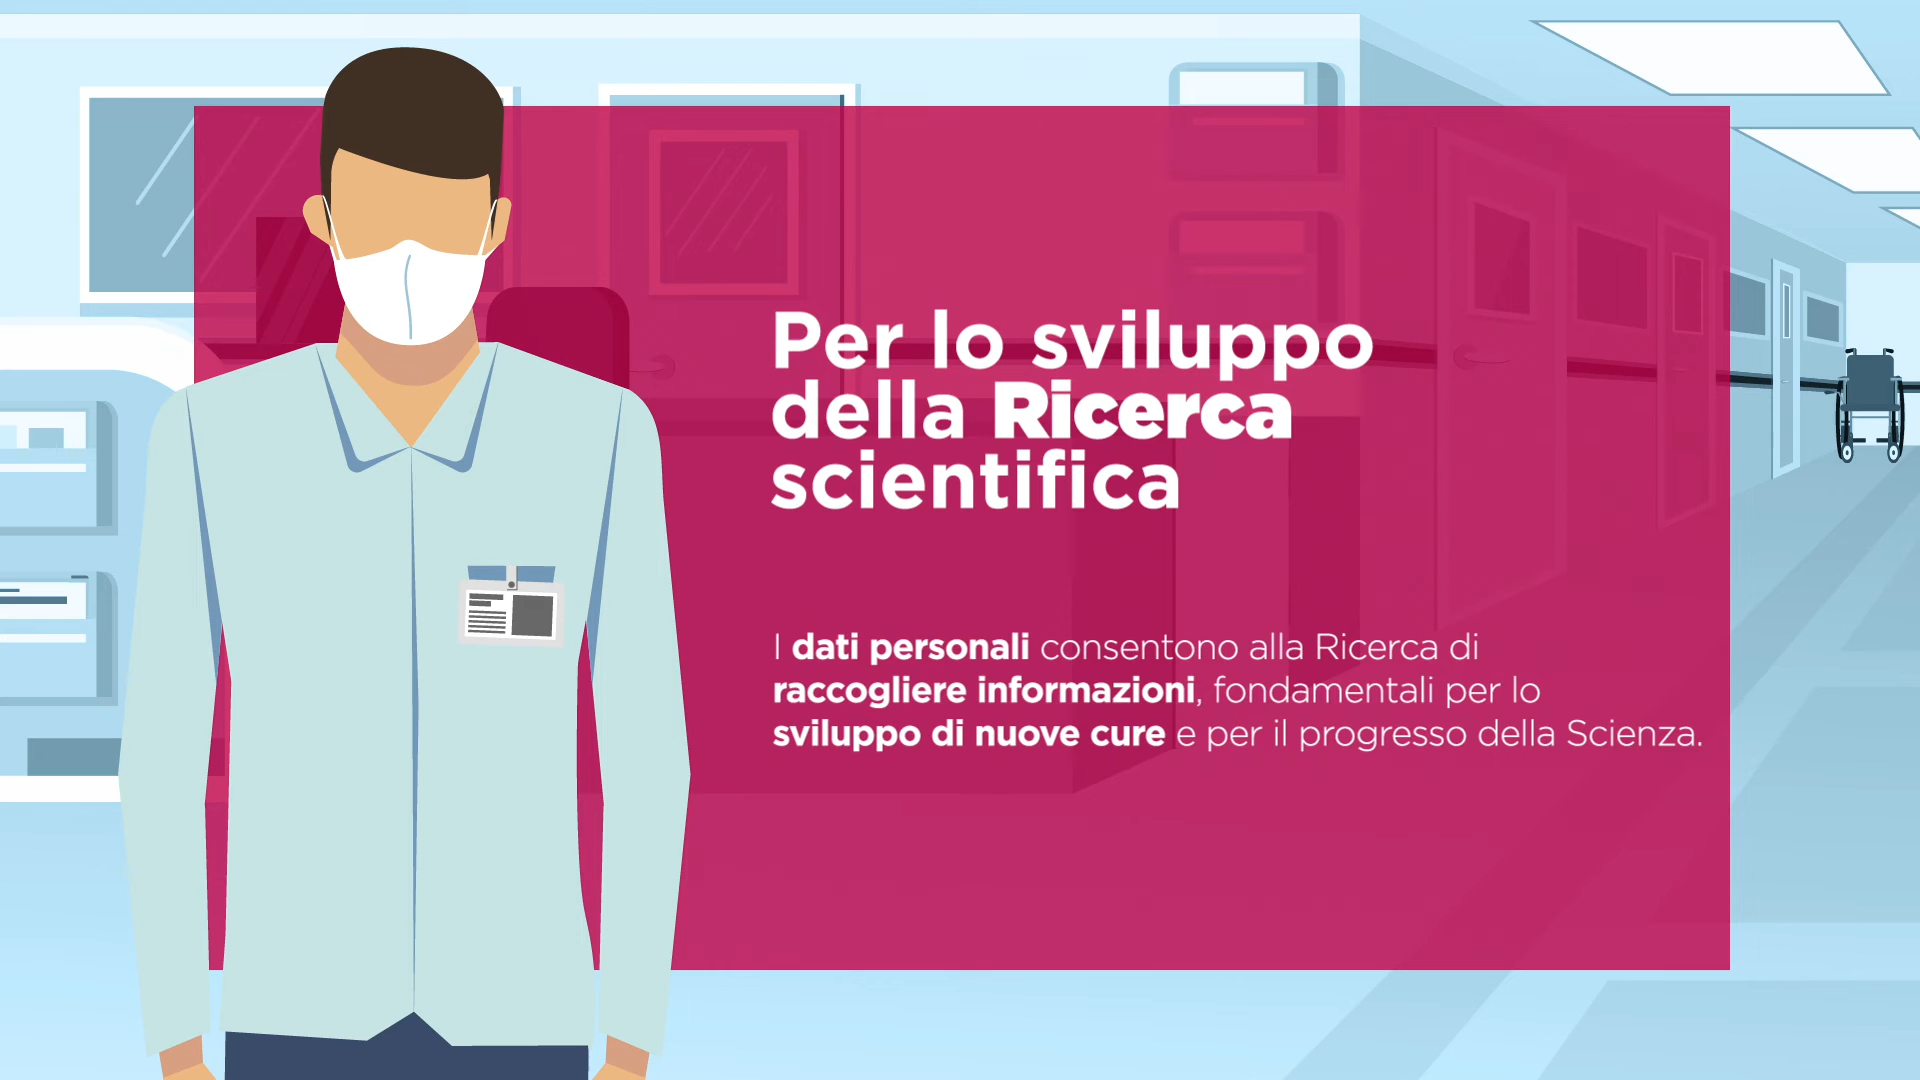 Per lo sviluppo
della Ricerca
scientifica
I dati personali consentono alla Ricerca di
raccogliere informazioni, fondamentali per lo
sviluppo di nuove cure e per il progresso della Scienza.